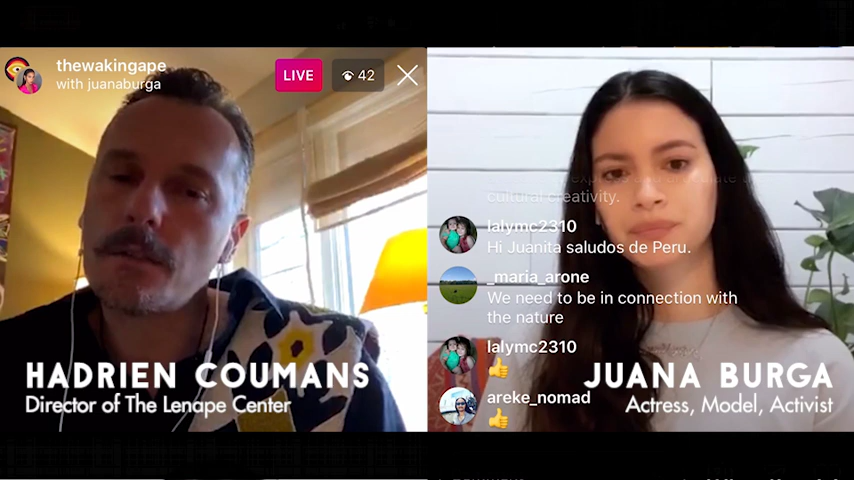 thewakingape
with juanaburga
LIVE
42
cultural creativity.
lalymc2310
Hi Juanita saludos de Peru.
_maria_arone
We need to be in connection with
the nature
lalymc2310
areke_nomad
HADRIEN COUMANS
Director of The Lenape Center
JUANA BURGA
Actress, Model, Activist